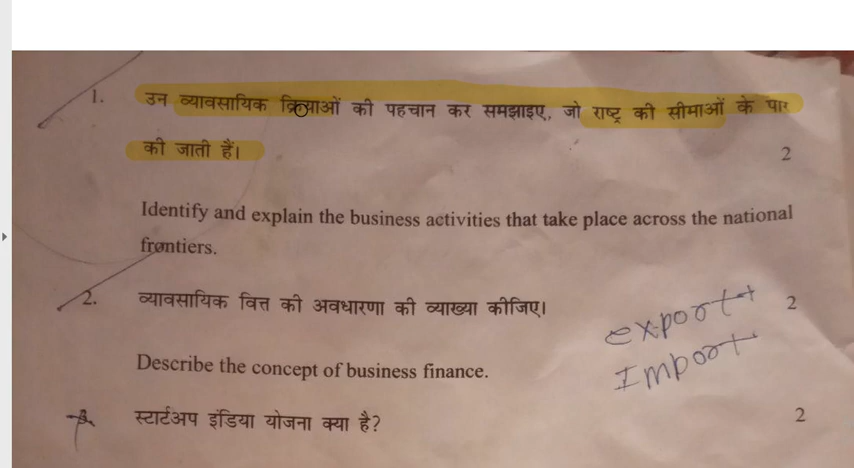 1. उन व्यावसायिक क्रियाओं की पहचान कर समझाइए, जो राष्ट्र की सीमाओं के पार
की जाती हैं।
2
Identify and explain the business activities that take place across the national
frontiers.
2. व्यावसायिक वित्त की अवधारणा की व्याख्या कीजिए।
2
export+
Import
Describe the concept of business finance.
3. स्टार्टअप इंडिया योजना क्या है?
2